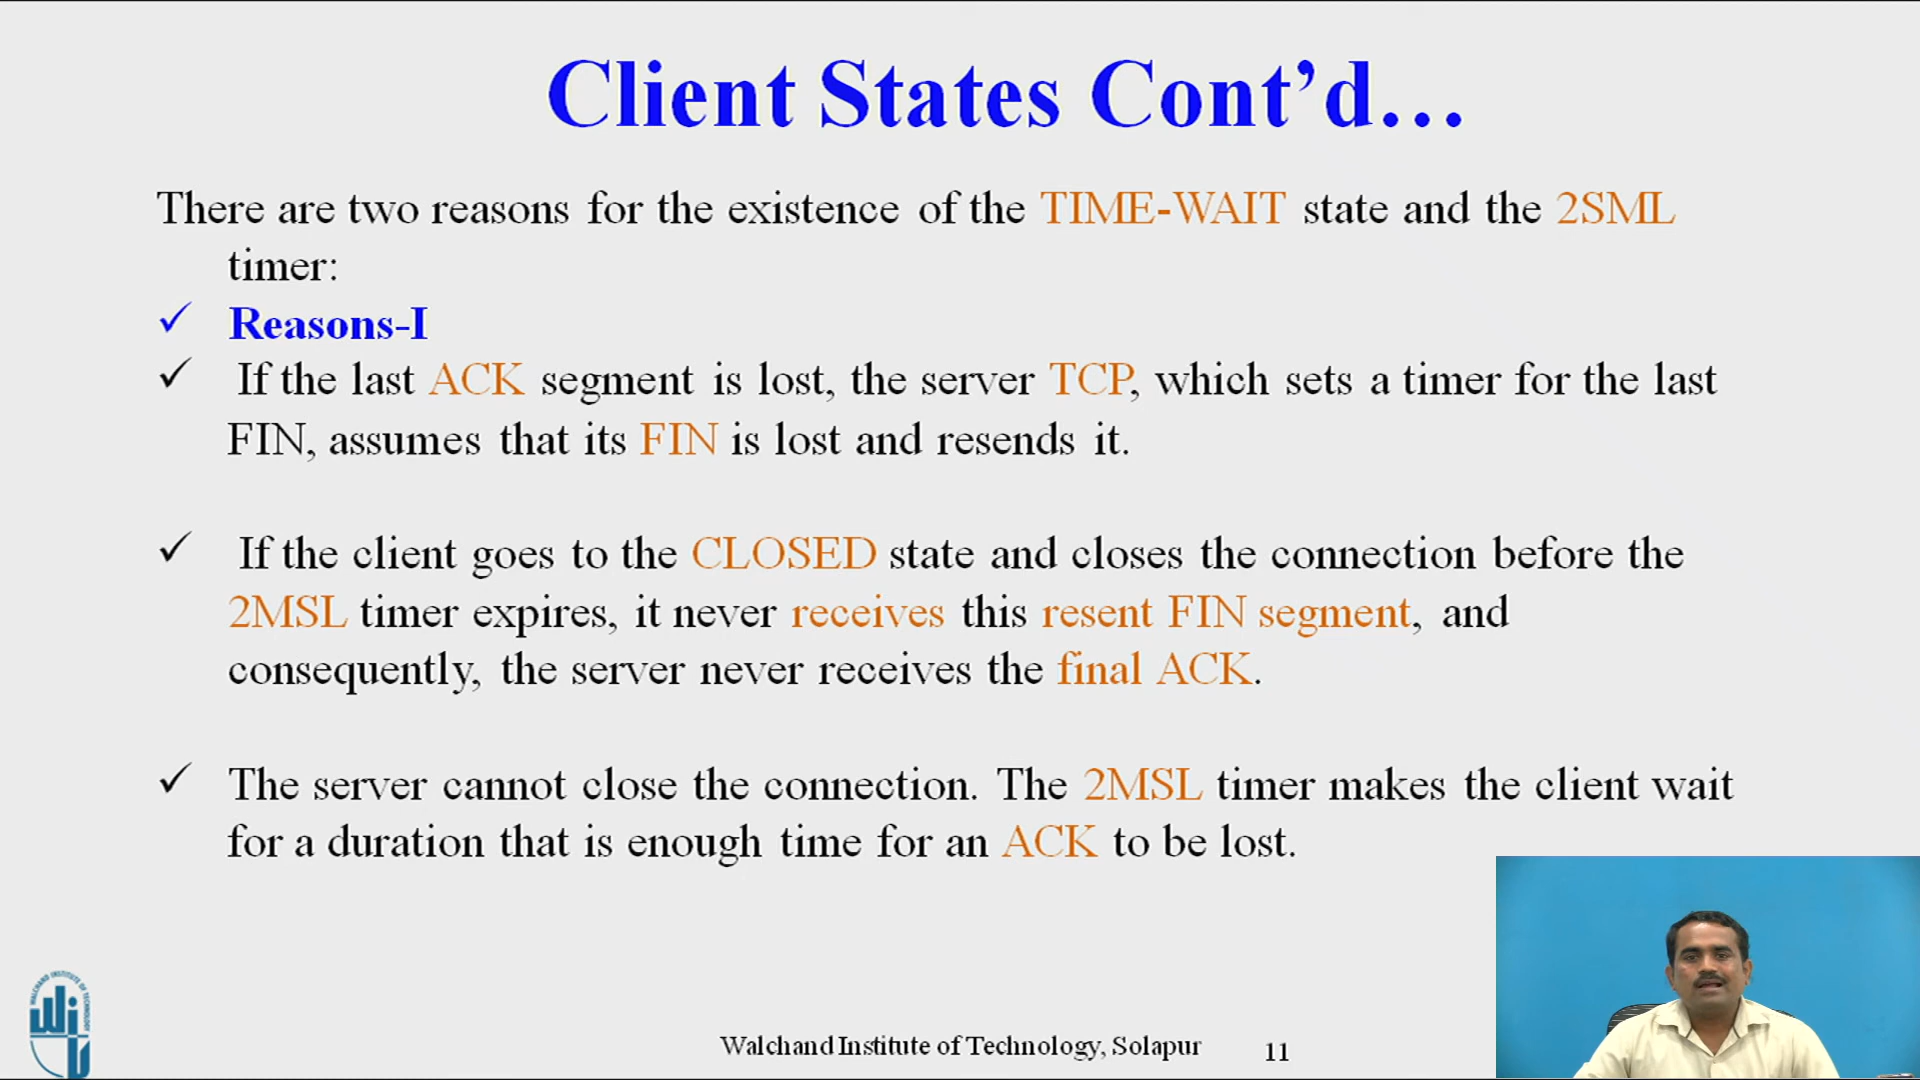 Client States Cont’d…
There are two reasons for the existence of the TIME-WAIT state and the 2SML
timer:
✓ Reasons-I
✓ If the last ACK segment is lost, the server TCP, which sets a timer for the last
FIN, assumes that its FIN is lost and resends it.
✓ If the client goes to the CLOSED state and closes the connection before the
2MSL timer expires, it never receives this resent FIN segment, and
consequently, the server never receives the final ACK.
✓ The server cannot close the connection. The 2MSL timer makes the client wait
for a duration that is enough time for an ACK to be lost.
WALCHAND INSTITUTE OF TECHNOLOGY
Walchand Institute of Technology, Solapur
11